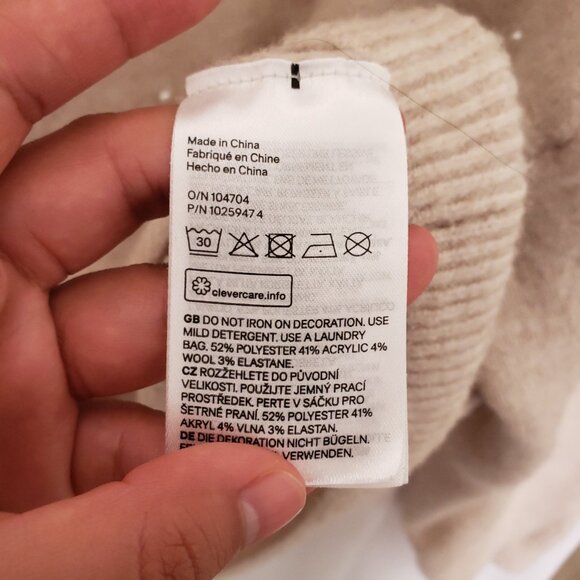 Made in China
Fabriqué en Chine
Hecho en China
O/N 104704
P/N 1025947 4
30
clevercare.info
GB DO NOT IRON ON DECORATION. USE
MILD DETERGENT. USE A LAUNDRY
BAG. 52% POLYESTER 41% ACRYLIC 4%
WOOL 3% ELASTANE.
CZ ROZŽEHLETE DO PŮVODNÍ
VELIKOSTI. POUŽIJTE JEMNÝ PRACÍ
PROSTŘEDEK. PERTE V SÁČKU PRO
ŠETRNÉ PRANÍ. 52% POLYESTER 41%
AKRYL 4% VLNA 3% ELASTAN.
DE DIE DEKORATION NICHT BÜGELN.
VERWENDEN.